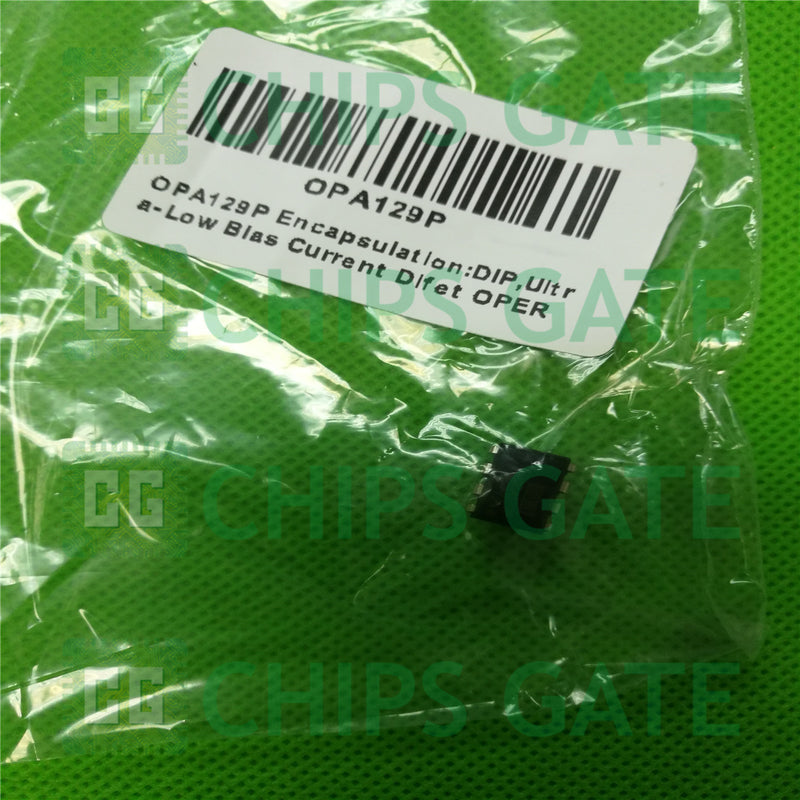 CHIPS GATE
OPA129P
OPA129P Encapsulation:DIP,Ultr
a-Low Bias Current Difet OPER
CHIPS GATE
CHIPS GATE
CHIPS GATE